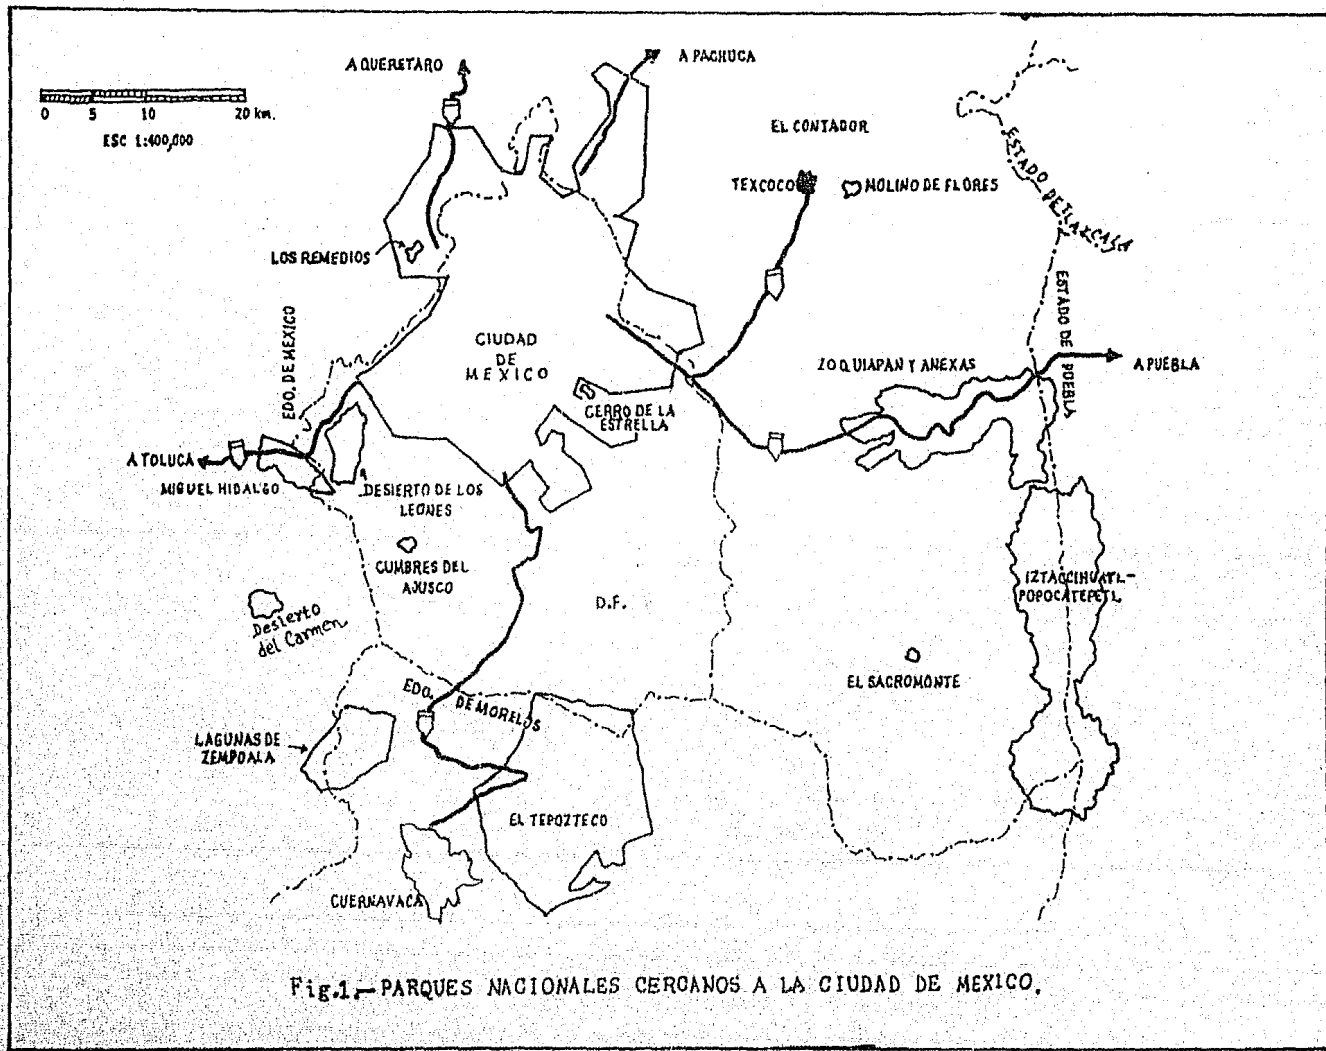 A QUERETARO
A PACHUCA
0 5 10 20 km.
ESC 1:400,000
EL CONTADOR
TEXCOCO
MOLINO DE FLORES
ESTADO DE TLAXCALA
LOS REMEDIOS
EDO. DE MEXICO
CIUDAD
DE
MEXICO
ESTADO DE PUEBLA
ZOQUIAPAN Y ANEXAS
A PUEBLA
CERRO DE LA
ESTRELLA
A TOLUCA
MIGUEL HIDALGO
DESIERTO DE LOS
LEONES
CUMBRES DEL
AJUSCO
D.F.
IZTACCIHUATL-
POPOCATEPETL
Desierto
del Carmen
EL SACROMONTE
EDO. DE MORELOS
LAGUNAS DE
ZEMPOALA
EL TEPOZTECO
CUERNAVACA
Fig.1.- PARQUES NACIONALES CERCANOS A LA CIUDAD DE MEXICO.